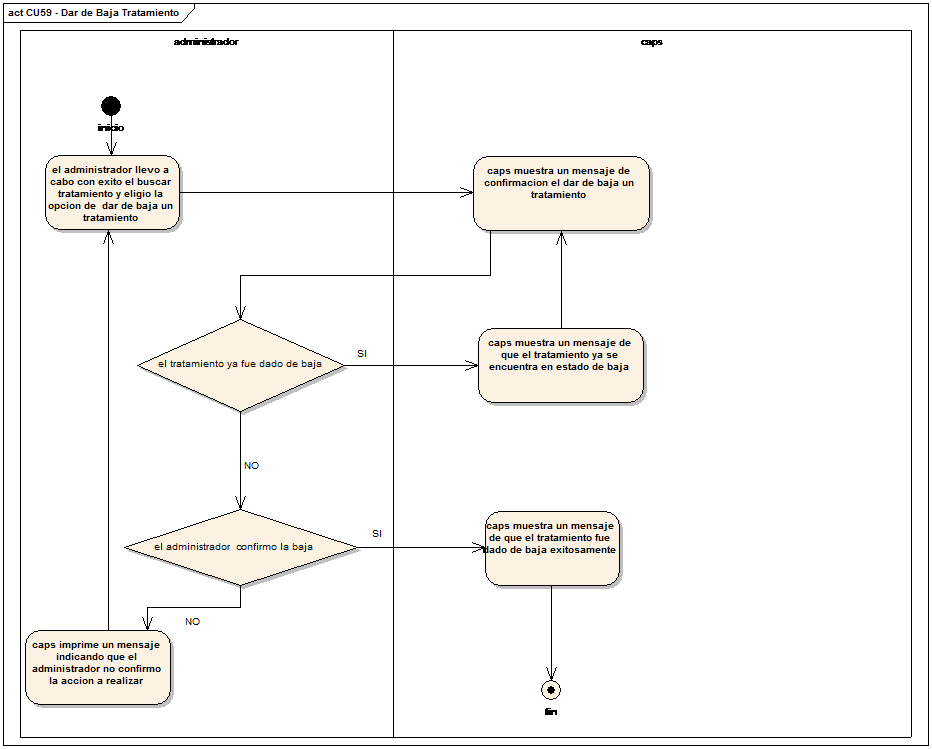 act CU59 - Dar de Baja Tratamiento
administrador
caps
inicio
el administrador llevo a
cabo con exito el buscar
tratamiento y eligio la
opcion de dar de baja un
tratamiento
caps muestra un mensaje de
confirmacion el dar de baja un
tratamiento
el tratamiento ya fue dado de baja
SI
caps muestra un mensaje de
que el tratamiento ya se
encuentra en estado de baja
NO
el administrador confirmo la baja
SI
caps muestra un mensaje
de que el tratamiento fue
dado de baja exitosamente
NO
caps imprime un mensaje
indicando que el
administrador no confirmo
la accion a realizar
fin